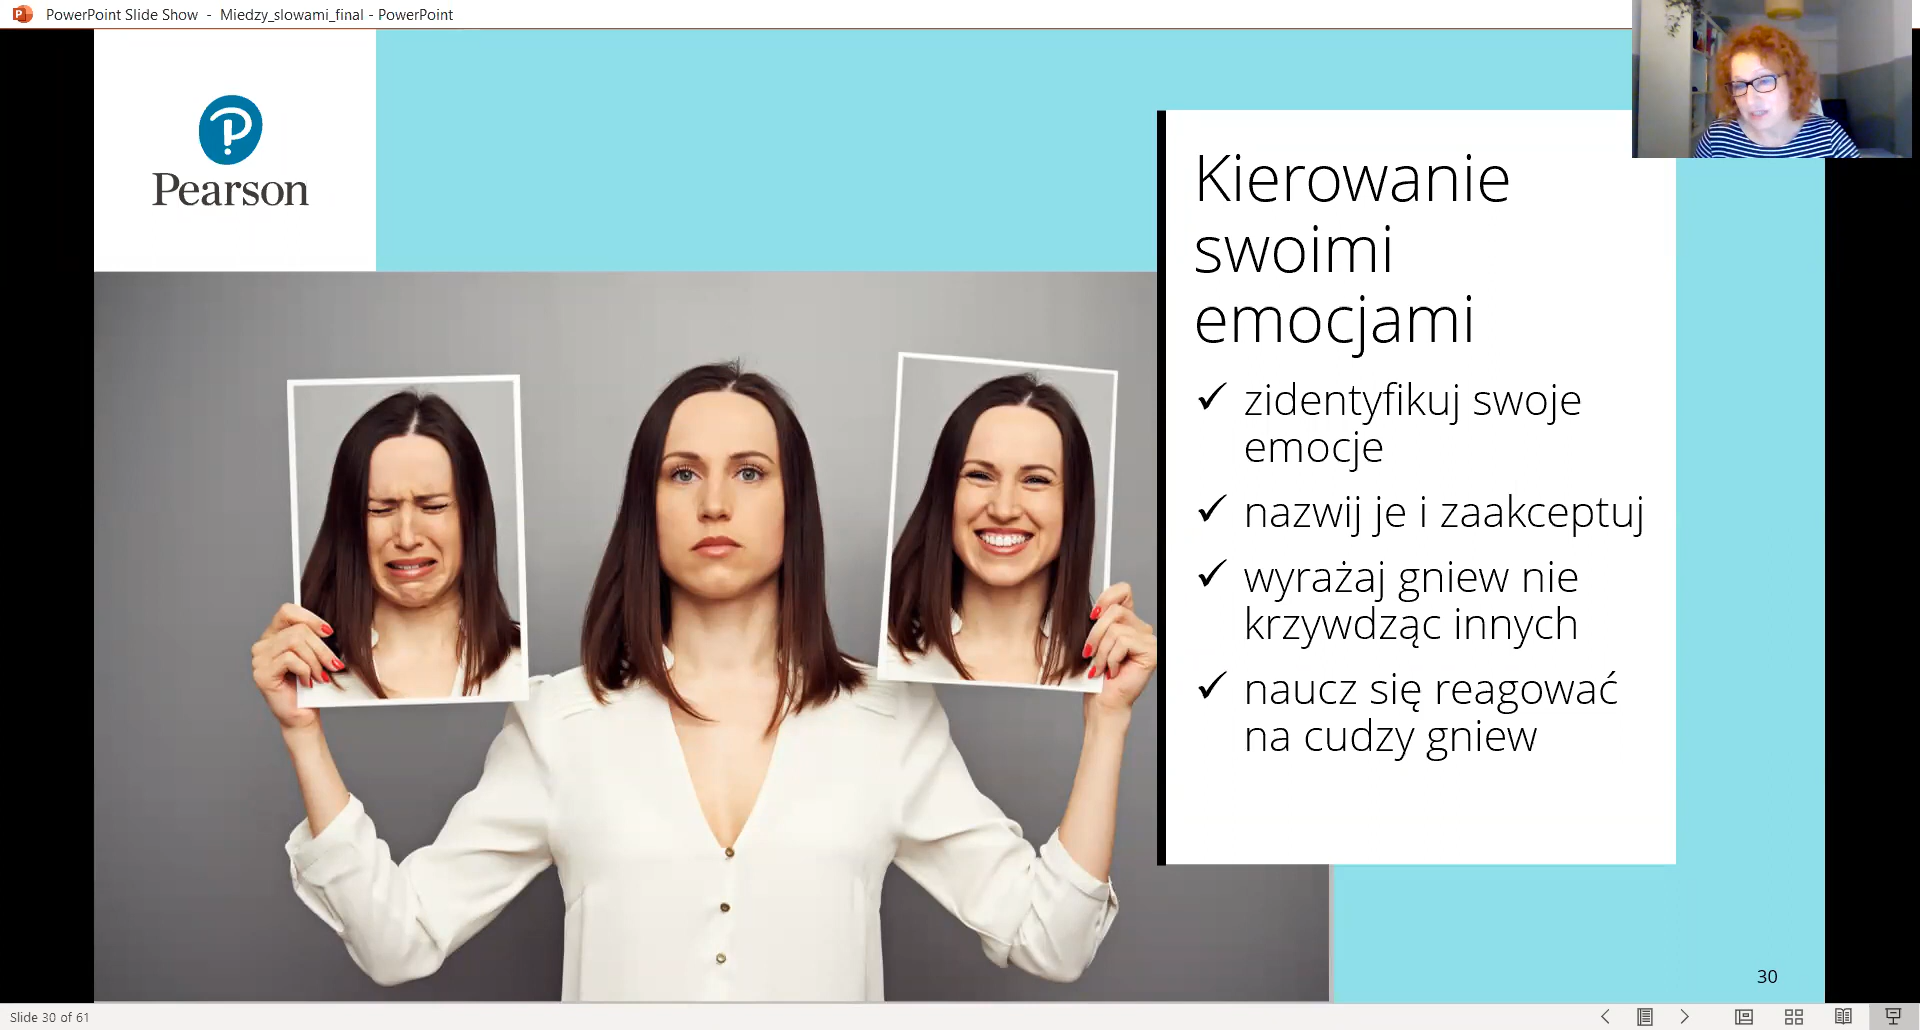 PowerPoint Slide Show - Miedzy_slowami_final - PowerPoint
Pearson
Kierowanie
swoimi
emocjami
✓ zidentyfikuj swoje
emocje
✓ nazwij je i zaakceptuj
✓ wyrażaj gniew nie
krzywdząc innych
✓ naucz się reagować
na cudzy gniew
30
Slide 30 of 61